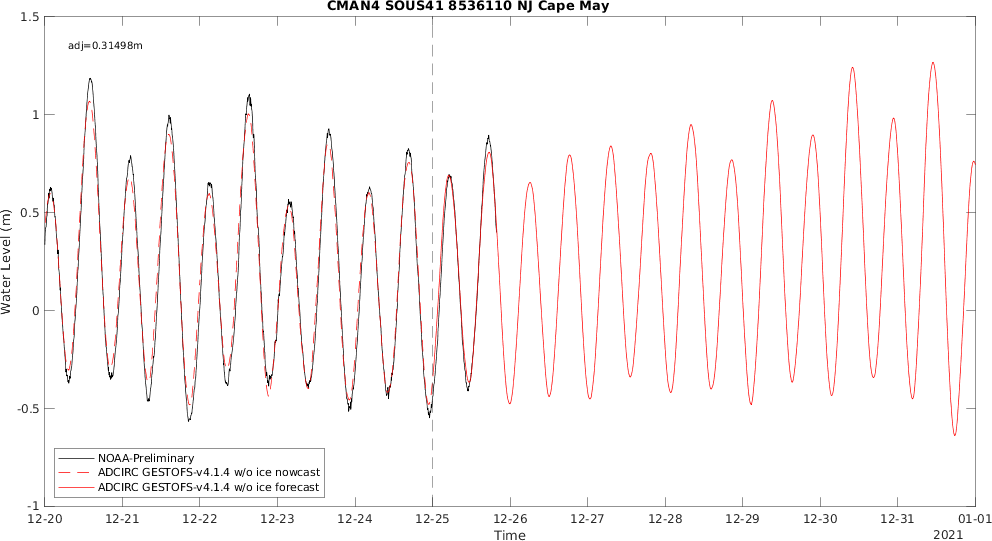 CMAN4 SOUS41 8536110 NJ Cape May
adj=0.31498m
1.5
1
0.5
0
-0.5
-1
Water Level (m)
NOAA-Preliminary
ADCIRC GESTOFS-v4.1.4 w/o ice nowcast
ADCIRC GESTOFS-v4.1.4 w/o ice forecast
12-20 12-21 12-22 12-23 12-24 12-25 12-26 12-27 12-28 12-29 12-30 12-31 01-01
Time
2021